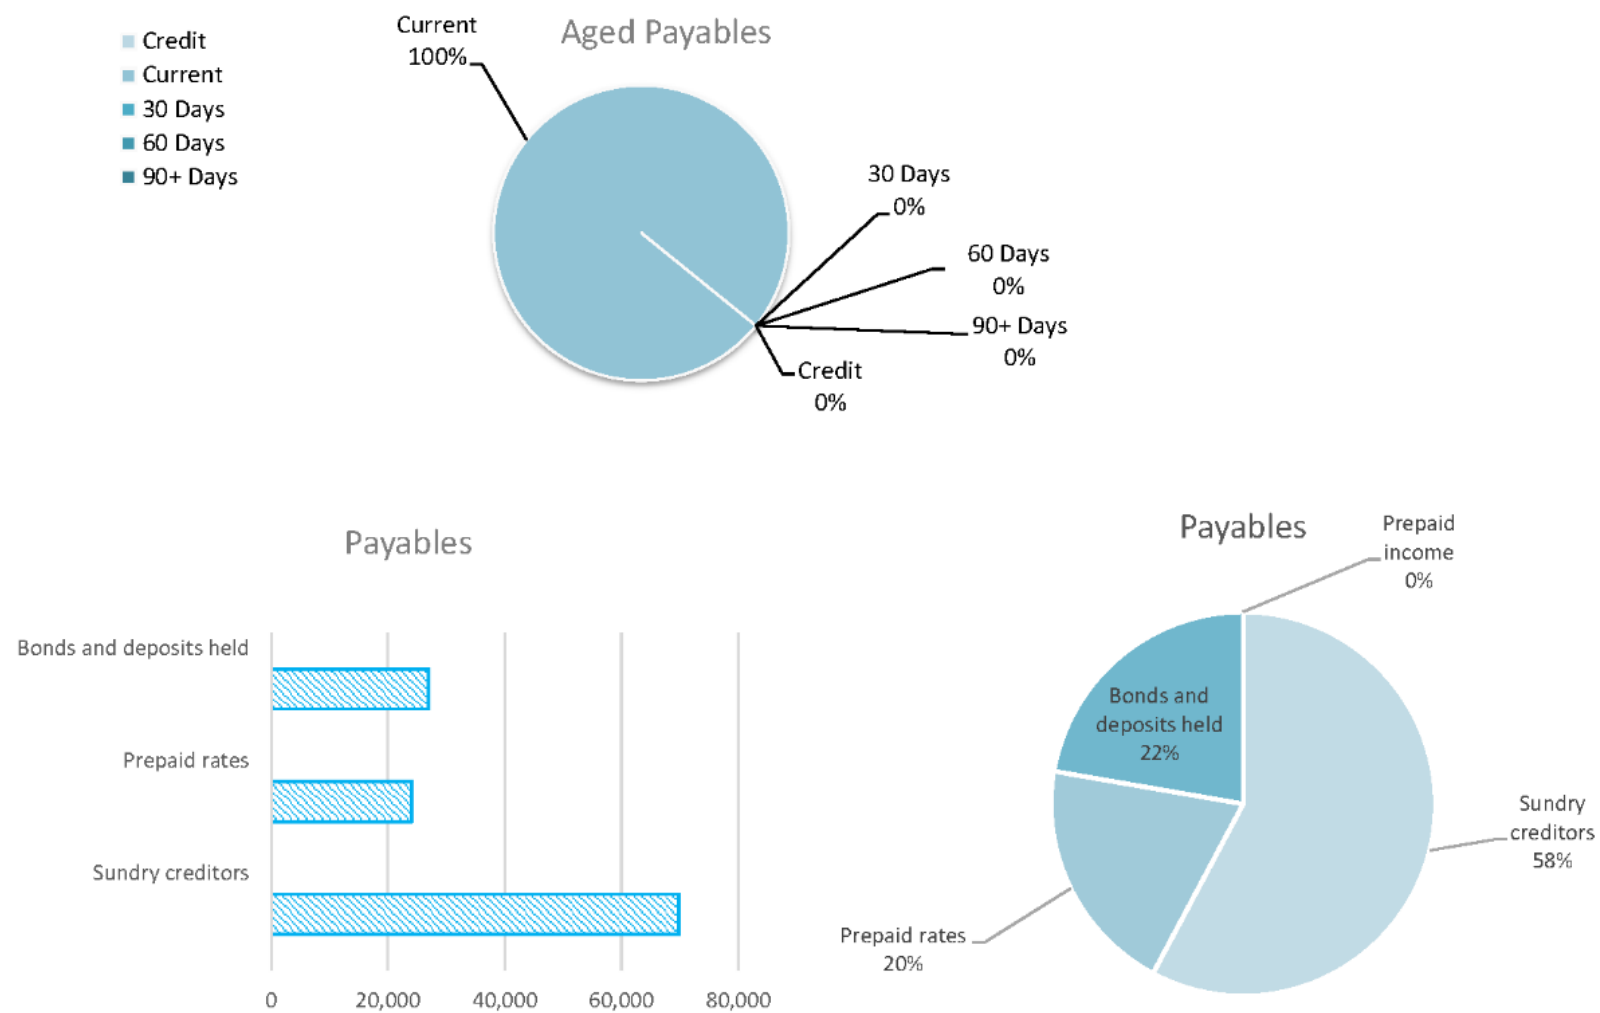 Aged Payables
Credit
Current
30 Days
60 Days
90+ Days
Current
100%
30 Days
0%
60 Days
0%
90+ Days
0%
Credit
0%
Payables
Bonds and deposits held
Prepaid rates
Sundry creditors
0
20,000
40,000
60,000
80,000
Payables
Prepaid
income
0%
Bonds and
deposits held
22%
Sundry
creditors
58%
Prepaid rates
20%